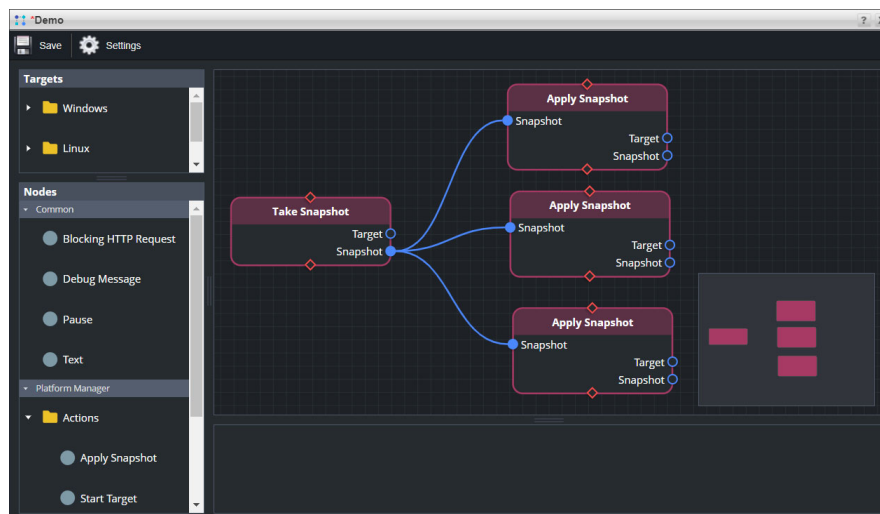 *Demo
?
Save
Settings
Targets
Windows
Linux
Nodes
Common
Blocking HTTP Request
Debug Message
Pause
Text
Platform Manager
Actions
Apply Snapshot
Start Target
Take Snapshot
Target
Snapshot
Apply Snapshot
Snapshot
Target
Snapshot
Apply Snapshot
Snapshot
Target
Snapshot
Apply Snapshot
Snapshot
Target
Snapshot